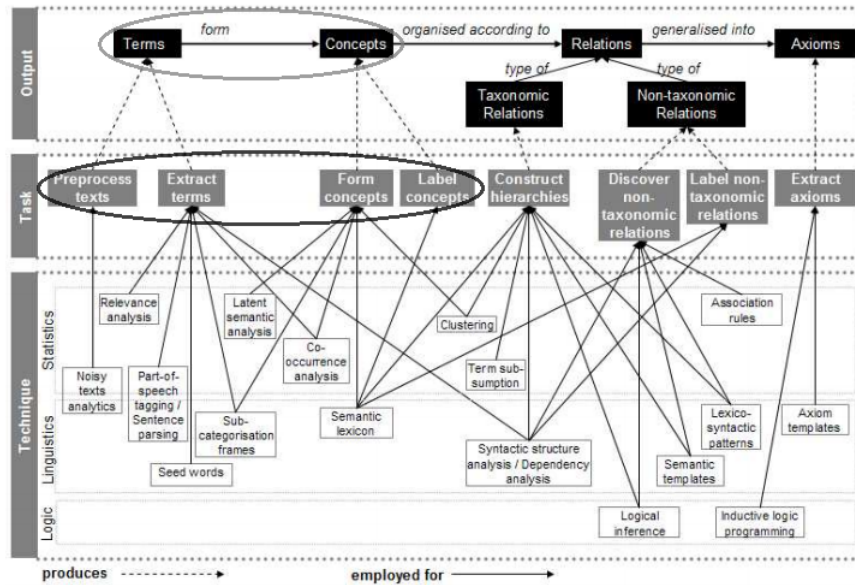 Output
Terms
form
Concepts
organised according to
Relations
generalised into
Axioms
type of
type of
Taxonomic
Relations
Non-taxonomic
Relations
Task
Preprocess
texts
Extract
terms
Form
concepts
Label
concepts
Construct
hierarchies
Discover
non-
taxonomic
relations
Label non-
taxonomic
relations
Extract
axioms
Technique
Statistics
Relevance
analysis
Latent
semantic
analysis
Clustering
Association
rules
Co-
occurrence
analysis
Term sub-
sumption
Noisy
texts
analytics
Part-of-
speech
tagging /
Sentence
parsing
Linguistics
Sub-
categorisation
frames
Semantic
lexicon
Lexico-
syntactic
patterns
Axiom
templates
Seed words
Syntactic structure
analysis / Dependency
analysis
Semantic
templates
Logic
Logical
inference
Inductive logic
programming
produces
employed for